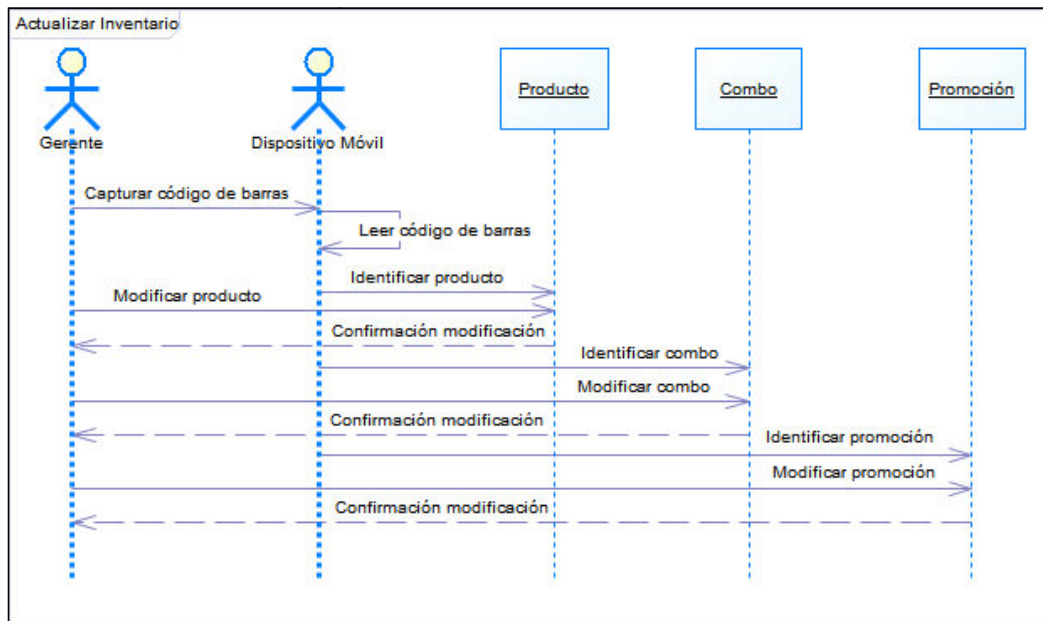 Actualizar Inventario
Gerente
Dispositivo Móvil
Producto
Combo
Promoción
Capturar código de barras
Leer código de barras
Identificar producto
Modificar producto
Confirmación modificación
Identificar combo
Modificar combo
Confirmación modificación
Identificar promoción
Modificar promoción
Confirmación modificación